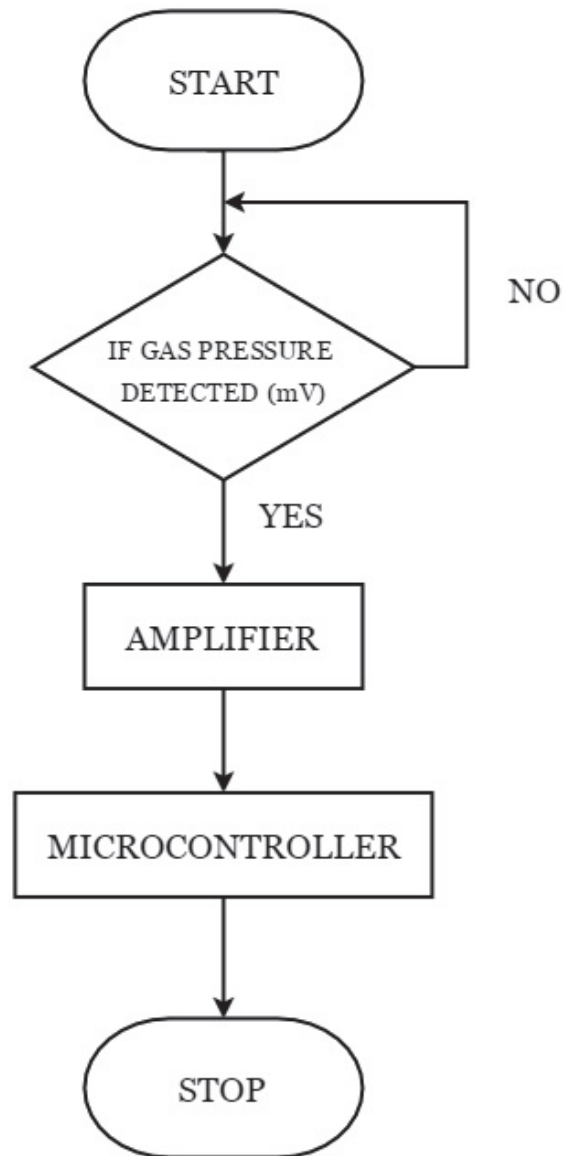 START
NO
IF GAS PRESSURE
DETECTED (mV)
YES
AMPLIFIER
MICROCONTROLLER
STOP